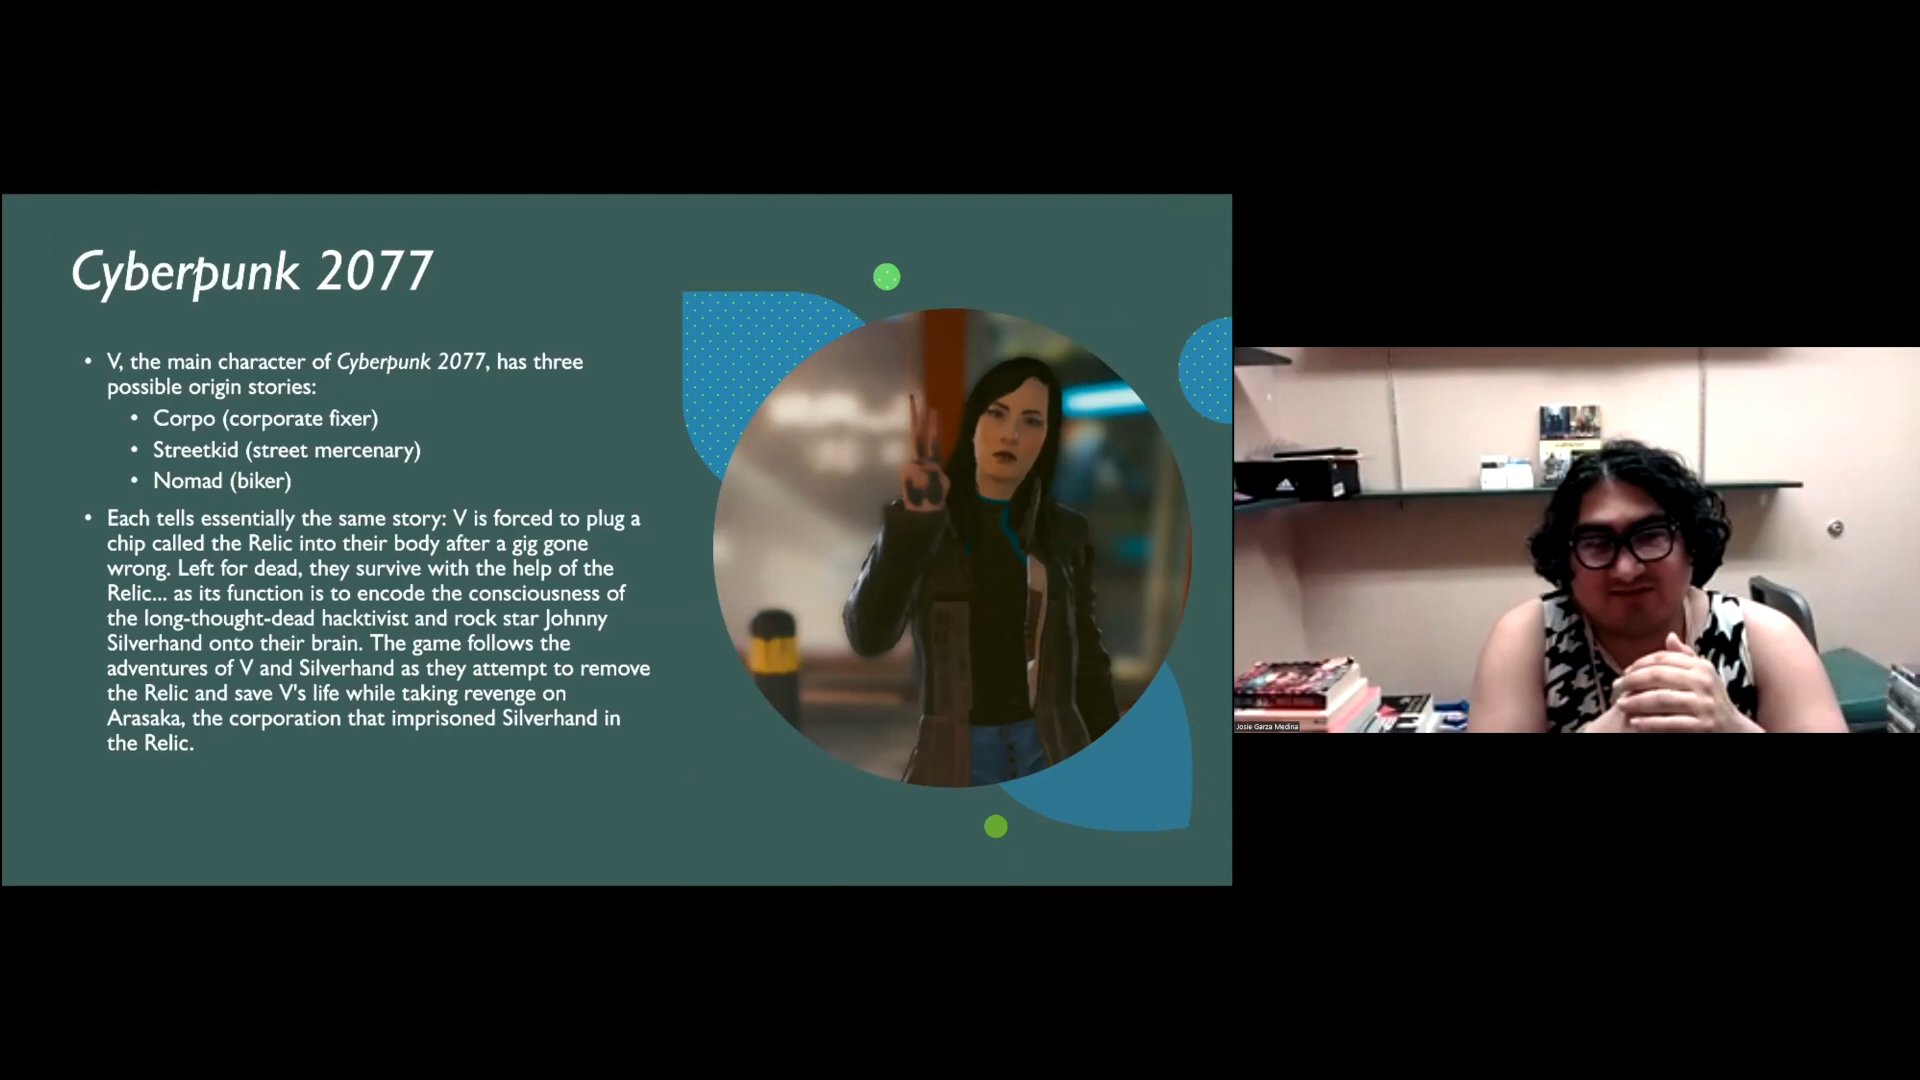 Cyberpunk 2077
• V, the main character of Cyberpunk 2077, has three
possible origin stories:
• Corpo (corporate fixer)
• Streetkid (street mercenary)
• Nomad (biker)
• Each tells essentially the same story: V is forced to plug a
chip called the Relic into their body after a gig gone
wrong. Left for dead, they survive with the help of the
Relic... as its function is to encode the consciousness of
the long-thought-dead hacktivist and rock star Johnny
Silverhand onto their brain. The game follows the
adventures of V and Silverhand as they attempt to remove
the Relic and save V's life while taking revenge on
Arasaka, the corporation that imprisoned Silverhand in
the Relic.
Josie Garza Medina